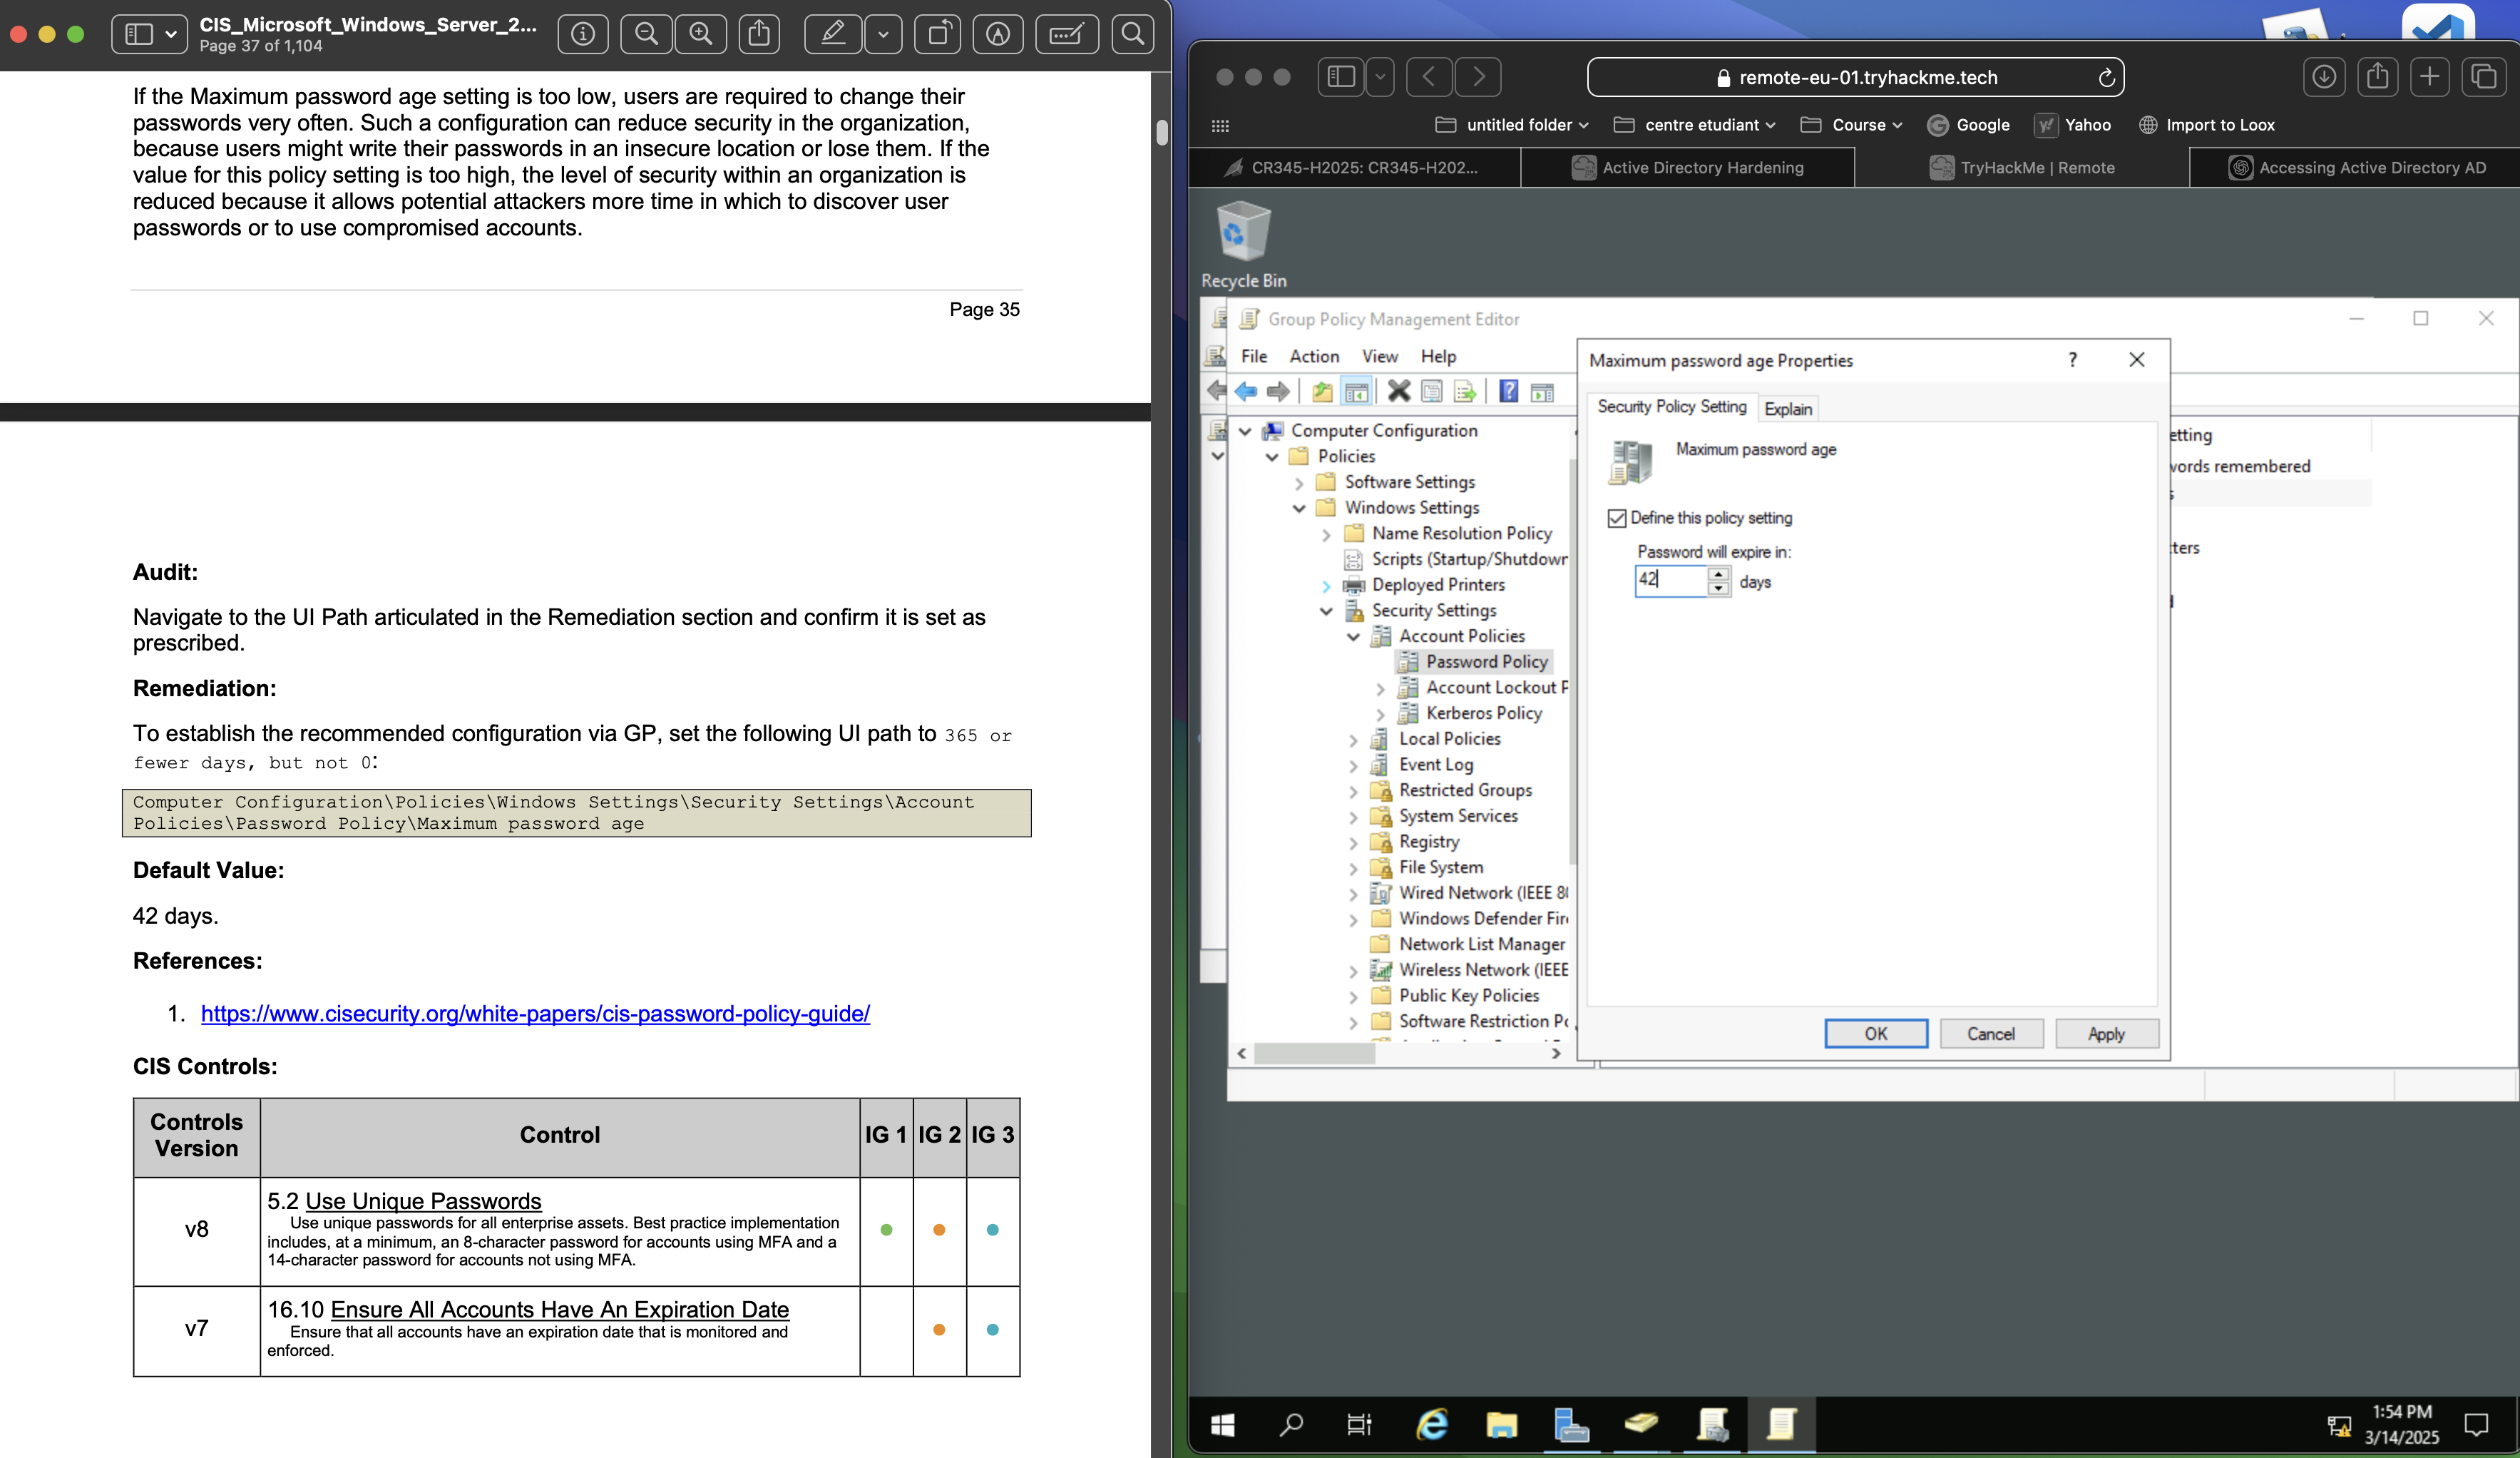 CIS_Microsoft_Windows_Server_2...
Page 37 of 1,104
If the Maximum password age setting is too low, users are required to change their
passwords very often. Such a configuration can reduce security in the organization,
because users might write their passwords in an insecure location or lose them. If the
value for this policy setting is too high, the level of security within an organization is
reduced because it allows potential attackers more time in which to discover user
passwords or to use compromised accounts.
Page 35
Audit:
Navigate to the UI Path articulated in the Remediation section and confirm it is set as
prescribed.
Remediation:
To establish the recommended configuration via GP, set the following UI path to 365 or
fewer days, but not 0:
Computer Configuration\Policies\Windows Settings\Security Settings\Account
Policies\Password Policy\Maximum password age
Default Value:
42 days.
References:
1. https://www.cisecurity.org/white-papers/cis-password-policy-guide/
CIS Controls:
Controls Version
Control
IG 1
IG 2
IG 3
v8
5.2 Use Unique Passwords
Use unique passwords for all enterprise assets. Best practice implementation
includes, at a minimum, an 8-character password for accounts using MFA and a
14-character password for accounts not using MFA.
v7
16.10 Ensure All Accounts Have An Expiration Date
Ensure that all accounts have an expiration date that is monitored and
enforced.
remote-eu-01.tryhackme.tech
untitled folder
centre etudiant
Course
Google
Yahoo
Import to Loox
CR345-H2025: CR345-H202...
Active Directory Hardening
TryHackMe | Remote
Accessing Active Directory AD
Recycle Bin
Group Policy Management Editor
File Action View Help
Computer Configuration
Policies
Software Settings
Windows Settings
Name Resolution Policy
Scripts (Startup/Shutdown
Deployed Printers
Security Settings
Account Policies
Password Policy
Account Lockout P
Kerberos Policy
Local Policies
Event Log
Restricted Groups
System Services
Registry
File System
Wired Network (IEEE 80
Windows Defender Fire
Network List Manager
Wireless Network (IEEE
Public Key Policies
Software Restriction Po
Maximum password age Properties
Security Policy Setting
Explain
Maximum password age
Define this policy setting
Password will expire in:
42 days
OK
Cancel
Apply
etting
words remembered
s
ters
1:54 PM
3/14/2025